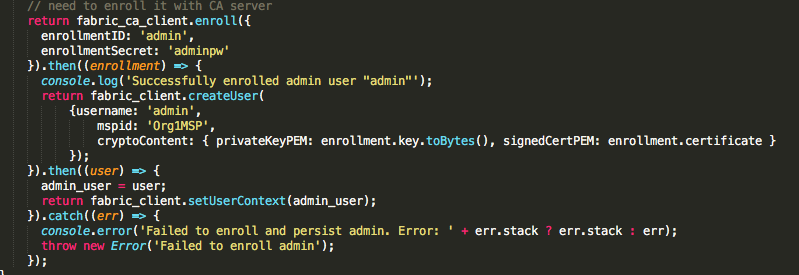 // need to enroll it with CA server
return fabric_ca_client.enroll({
enrollmentID: 'admin',
enrollmentSecret: 'adminpw'
}).then((enrollment) => {
console.log('Successfully enrolled admin user "admin"');
return fabric_client.createUser(
{username: 'admin',
mspid: 'Org1MSP',
cryptoContent: { privateKeyPEM: enrollment.key.toBytes(), signedCertPEM: enrollment.certificate }
});
}).then((user) => {
admin_user = user;
return fabric_client.setUserContext(admin_user);
}).catch((err) => {
console.error('Failed to enroll and persist admin. Error: ' + err.stack ? err.stack : err);
throw new Error('Failed to enroll admin');
});